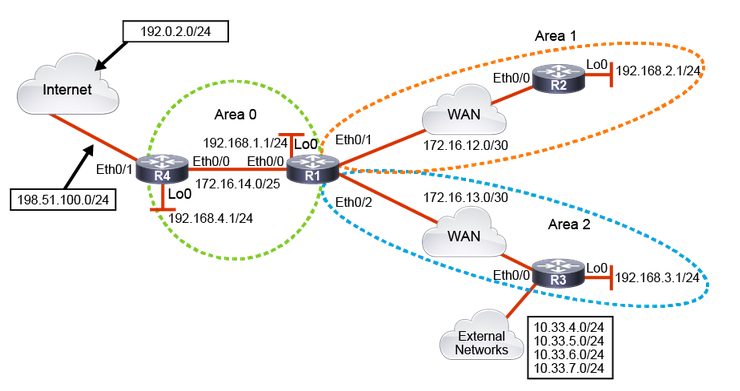 192.0.2.0/24
Internet
198.51.100.0/24
Eth0/1
R4
Eth0/0
Lo0
192.168.4.1/24
Area 0
172.16.14.0/25
192.168.1.1/24
Lo0
Eth0/0
R1
Eth0/1
Eth0/2
Area 1
WAN
172.16.12.0/30
Eth0/0
R2
Lo0
192.168.2.1/24
172.16.13.0/30
Area 2
WAN
Eth0/0
R3
Lo0
192.168.3.1/24
External
Networks
10.33.4.0/24
10.33.5.0/24
10.33.6.0/24
10.33.7.0/24